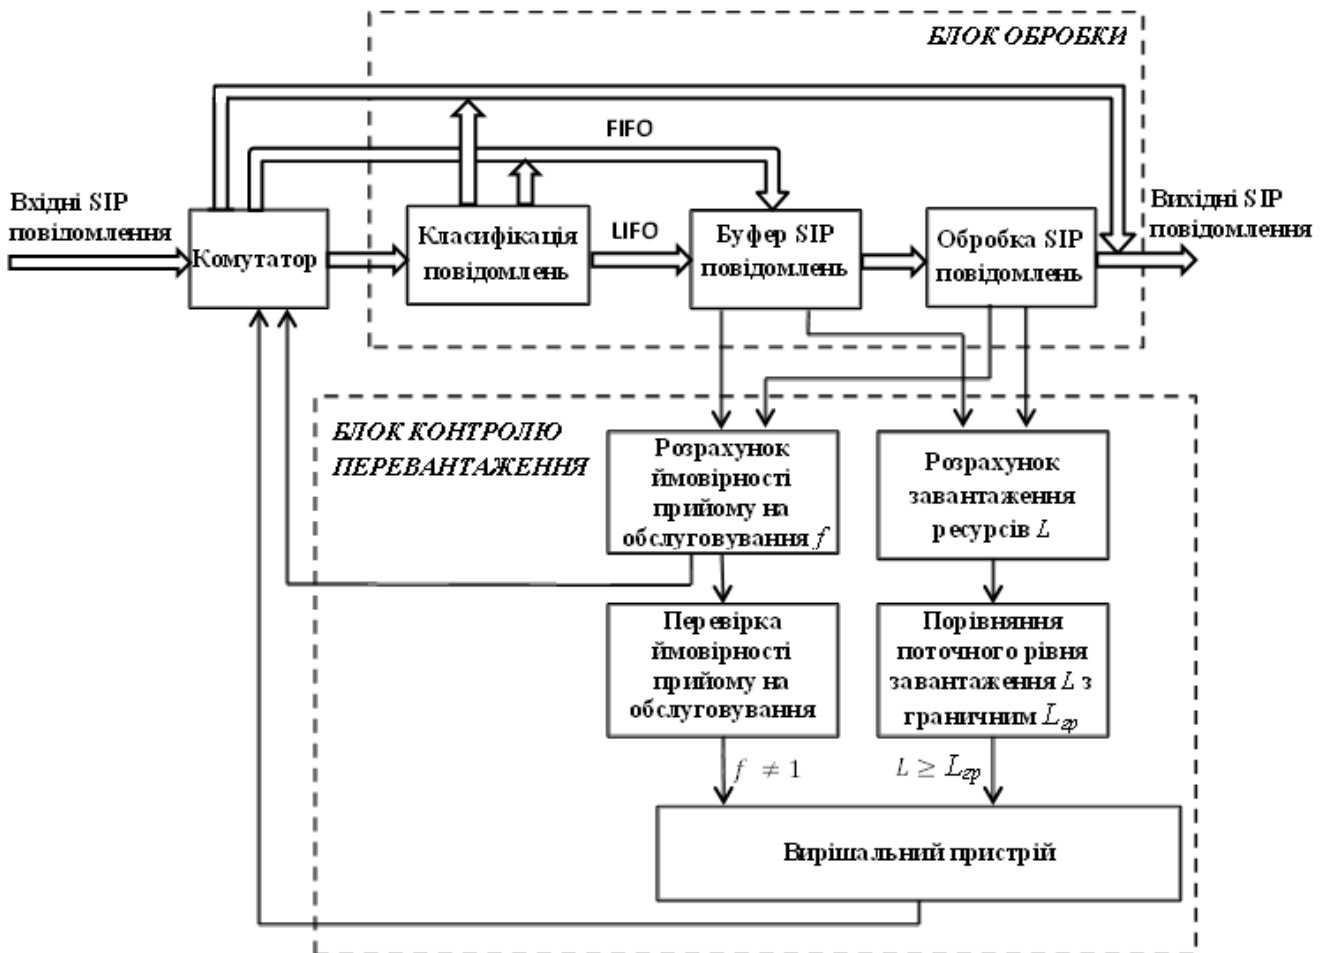 БЛОК ОБРОБКИ
FIFO
Вхідні SIP
повідомлення
Комутатор
Класифікація
повідомлень
LIFO
Буфер SIP
повідомлень
Обробка SIP
повідомлень
Вихідні SIP
повідомлення
БЛОК КОНТРОЛЮ
ПЕРЕВАНТАЖЕННЯ
Розрахунок
ймовірності
прийому на
обслуговування f
Розрахунок
завантаження
ресурсів L
Перевірка
ймовірності
прийому на
обслуговування
Порівняння
поточного рівня
завантаження L з
граничним Lгр
f ≠ 1
L ≥ Lгр
Вирішальний пристрій